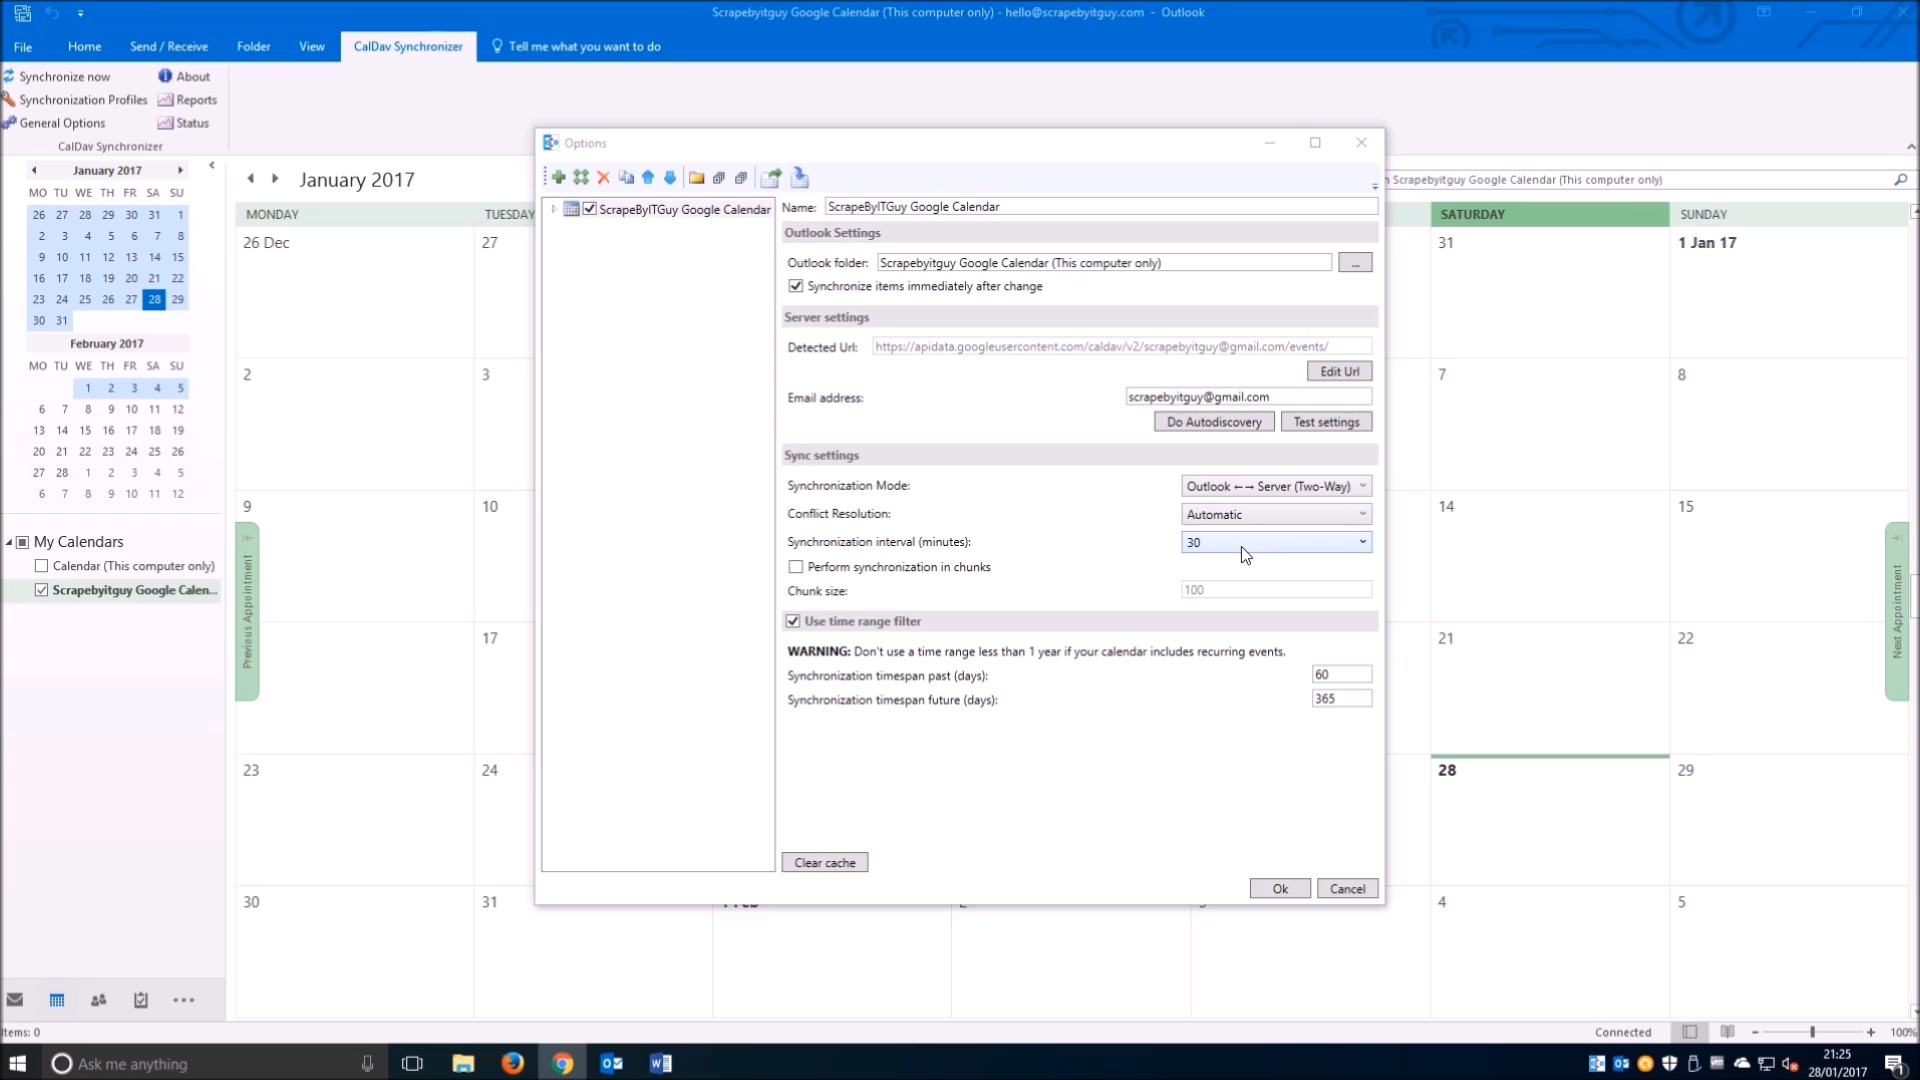 Scrapebyitguy Google Calendar (This computer only) - hello@scrapebyitguy.com - Outlook
File Home Send / Receive Folder View CalDav Synchronizer Tell me what you want to do
Synchronize now About
Synchronization Profiles Reports
General Options Status
CalDav Synchronizer
January 2017
MO TU WE TH FR SA SU
26 27 28 29 30 31 1
2 3 4 5 6 7 8
9 10 11 12 13 14 15
16 17 18 19 20 21 22
23 24 25 26 27 28 29
30 31
February 2017
MO TU WE TH FR SA SU
1 2 3 4 5
6 7 8 9 10 11 12
13 14 15 16 17 18 19
20 21 22 23 24 25 26
27 28 1 2 3 4 5
6 7 8 9 10 11 12
My Calendars
Calendar (This computer only)
Scrapebyitguy Google Calen...
January 2017
Scrapebyitguy Google Calendar (This computer only)
MONDAY TUESDAY SATURDAY SUNDAY
26 Dec 27 31 1 Jan 17
2 3 7 8
9 10 14 15
17 21 22
23 24 28 29
30 31 4 5
Previous Appointment
Next Appointment
Options
ScrapeByITGuy Google Calendar
Name: ScrapeByITGuy Google Calendar
Outlook Settings
Outlook folder: Scrapebyitguy Google Calendar (This computer only) ...
Synchronize items immediately after change
Server settings
Detected Url: https://apidata.googleusercontent.com/caldav/v2/scrapebyitguy@gmail.com/events/
Edit Url
Email address: scrapebyitguy@gmail.com
Do Autodiscovery Test settings
Sync settings
Synchronization Mode: Outlook ←→ Server (Two-Way)
Conflict Resolution: Automatic
Synchronization interval (minutes): 30
Perform synchronization in chunks
Chunk size: 100
Use time range filter
WARNING: Don't use a time range less than 1 year if your calendar includes recurring events.
Synchronization timespan past (days): 60
Synchronization timespan future (days): 365
Clear cache
Ok Cancel
Items: 0
Connected 100%
Ask me anything
21:25
28/01/2017